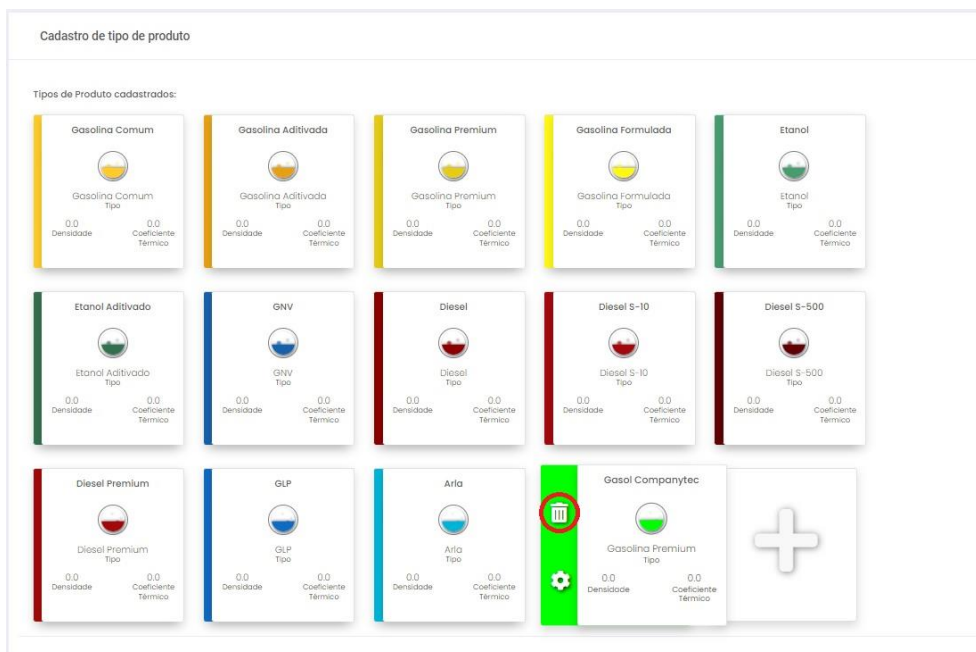 Cadastro de tipo de produto
Tipos de Produto cadastrados:
Gasolina Comum
Gasolina Comum
Tipo
0.0 0.0
Densidade Coeficiente
Térmico
Gasolina Aditivada
Gasolina Aditivada
Tipo
0.0 0.0
Densidade Coeficiente
Térmico
Gasolina Premium
Gasolina Premium
Tipo
0.0 0.0
Densidade Coeficiente
Térmico
Gasolina Formulada
Gasolina Formulada
Tipo
0.0 0.0
Densidade Coeficiente
Térmico
Etanol
Etanol
Tipo
0.0 0.0
Densidade Coeficiente
Térmico
Etanol Aditivado
Etanol Aditivado
Tipo
0.0 0.0
Densidade Coeficiente
Térmico
GNV
GNV
Tipo
0.0 0.0
Densidade Coeficiente
Térmico
Diesel
Diesel
Tipo
0.0 0.0
Densidade Coeficiente
Térmico
Diesel S-10
Diesel S-10
Tipo
0.0 0.0
Densidade Coeficiente
Térmico
Diesel S-500
Diesel S-500
Tipo
0.0 0.0
Densidade Coeficiente
Térmico
Diesel Premium
Diesel Premium
Tipo
0.0 0.0
Densidade Coeficiente
Térmico
GLP
GLP
Tipo
0.0 0.0
Densidade Coeficiente
Térmico
Arla
Arla
Tipo
0.0 0.0
Densidade Coeficiente
Térmico
Gasol Companytec
Gasolina Premium
Tipo
0.0 0.0
Densidade Coeficiente
Térmico